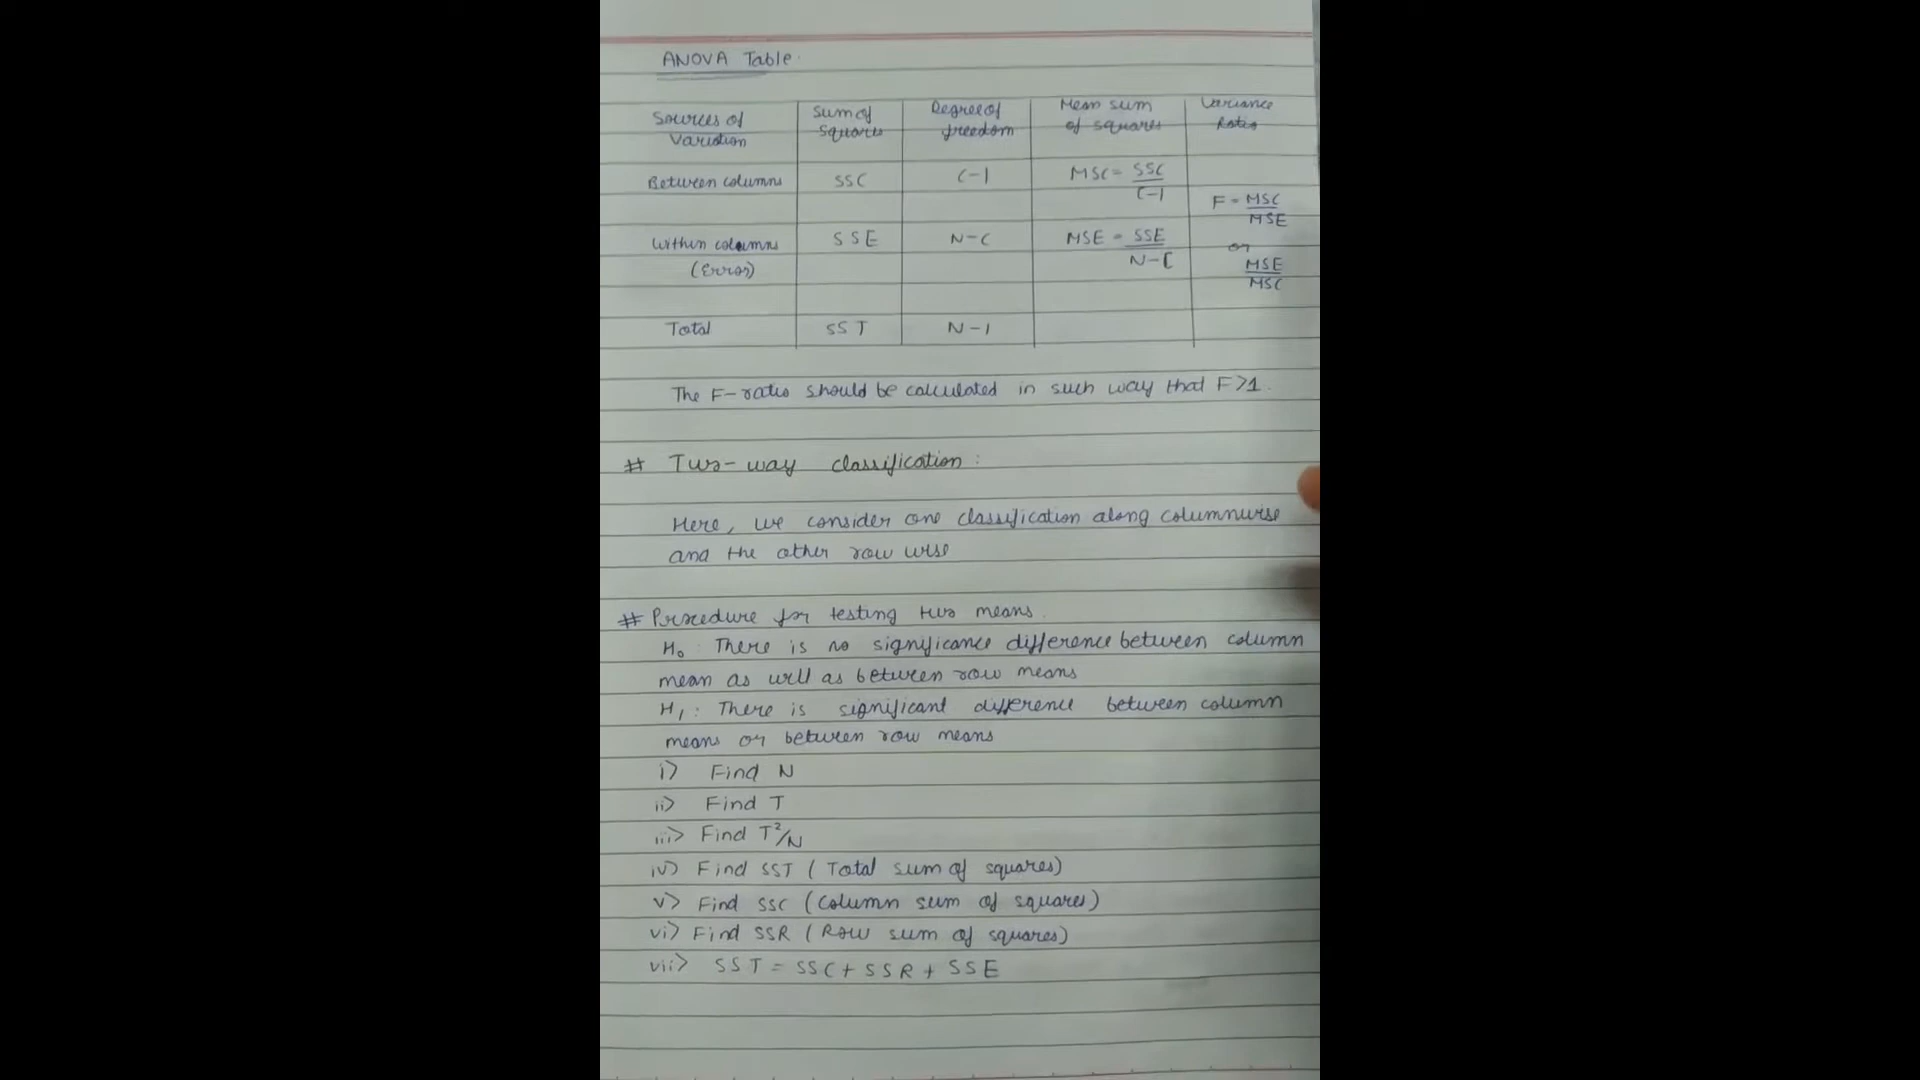 ANOVA Table
Sources of Variation | Sum of Squares | Degree of freedom | Mean sum of squares | Variance Ratio
Between columns | SSC | C-1 | MSC = SSC/C-1 | F = MSC/MSE
Within columns (Error) | SSE | N-C | MSE = SSE/N-C | or MSE/MSC
Total | SST | N-1
The F-ratio should be calculated in such way that F>1.
# Two-way classification:
Here, we consider one classification along columnwise
and the other row wise
# Procedure for testing two means.
H₀: There is no significance difference between column
mean as well as between row means
H₁: There is significant difference between column
means or between row means
i> Find N
ii> Find T
iii> Find T²/N
iv> Find SST (Total sum of squares)
v> Find SSC (Column sum of squares)
vi> Find SSR (Row sum of squares)
vii> SST = SSC + SSR + SSE